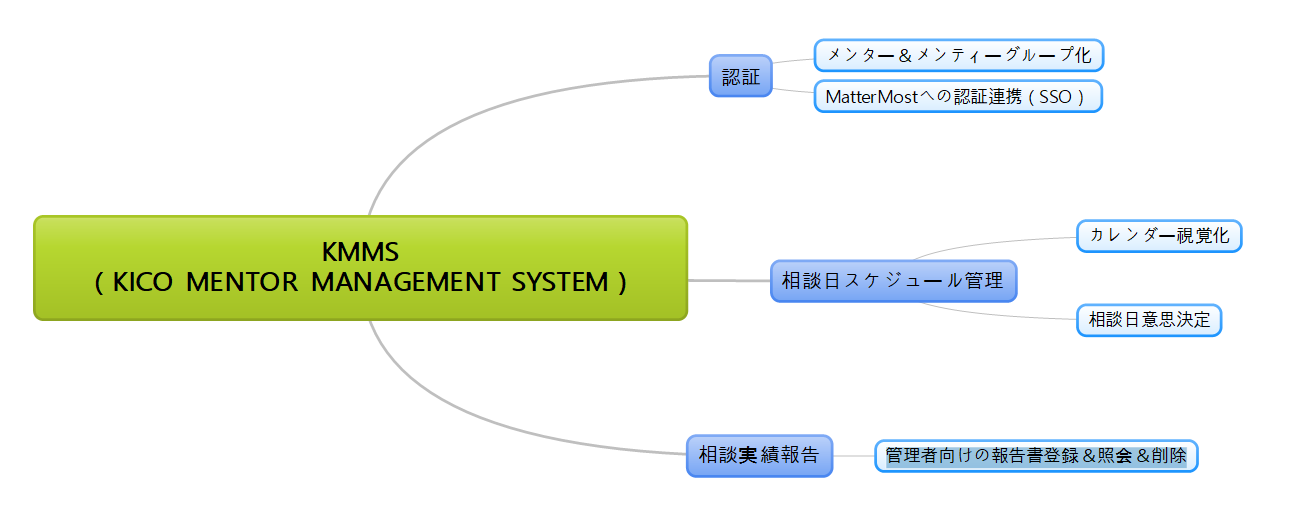 認証
メンター＆メンティーグループ化
MatterMostへの認証連携（SSO）
KMMS
（KICO MENTOR MANAGEMENT SYSTEM）
相談日スケジュール管理
カレンダー視覚化
相談日意思決定
相談実績報告
管理者向けの報告書登録＆照会＆削除